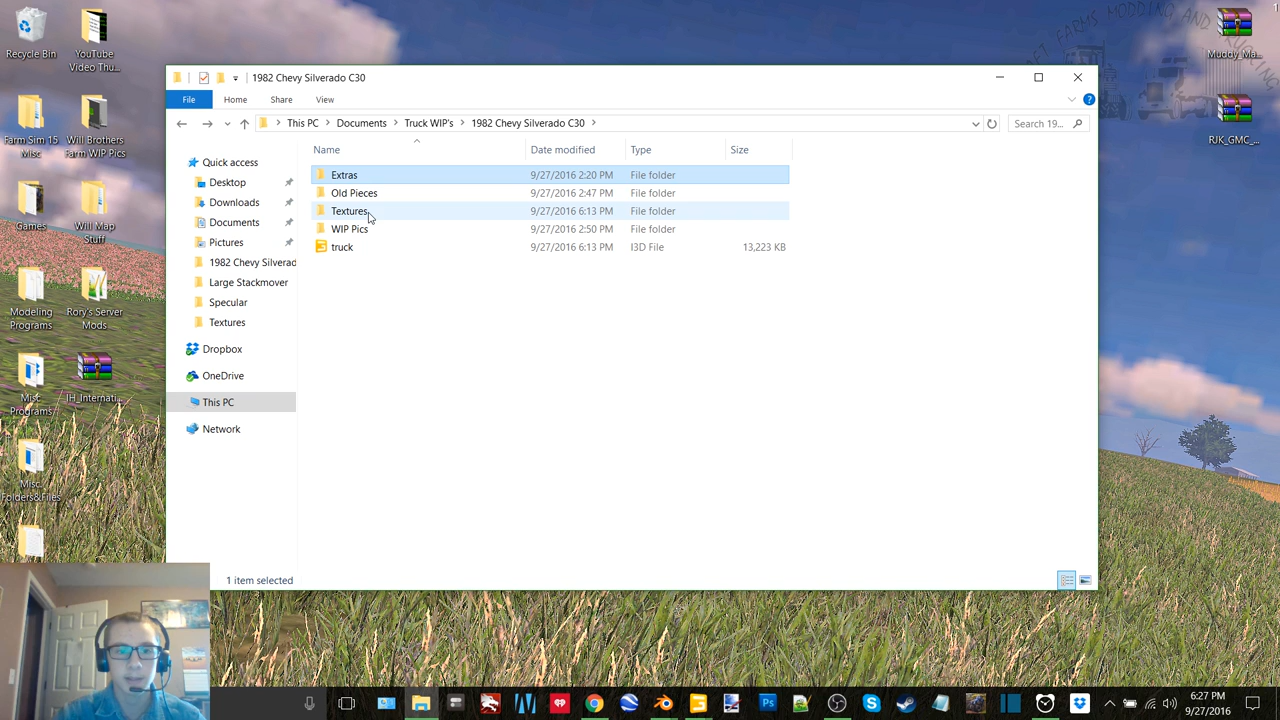 FARMS MODDING AND
1
Recycle Bin
YouTube
Video Thu...
Farm Sim 15
Misc
Will Brothers
Farm WIP Pics
Games
Will Map
Stuff
Modeling
Programs
Rory's Server
Mods
Misc
Programs
IH_Internati...
Misc.
Folders&Files
Muddy_Ma...
RJK_GMC_...
1982 Chevy Silverado C30
File
Home
Share
View
This PC > Documents > Truck WIP's > 1982 Chevy Silverado C30 >
Search 19...
Name
Date modified
Type
Size
Quick access
Desktop
Downloads
Documents
Pictures
1982 Chevy Silverad
Large Stackmover
Specular
Textures
Dropbox
OneDrive
This PC
Network
Extras 9/27/2016 2:20 PM File folder
Old Pieces 9/27/2016 2:47 PM File folder
Textures 9/27/2016 6:13 PM File folder
WIP Pics 9/27/2016 2:50 PM File folder
truck 9/27/2016 6:13 PM I3D File 13,223 KB
1 item selected
Ps
6:27 PM
9/27/2016